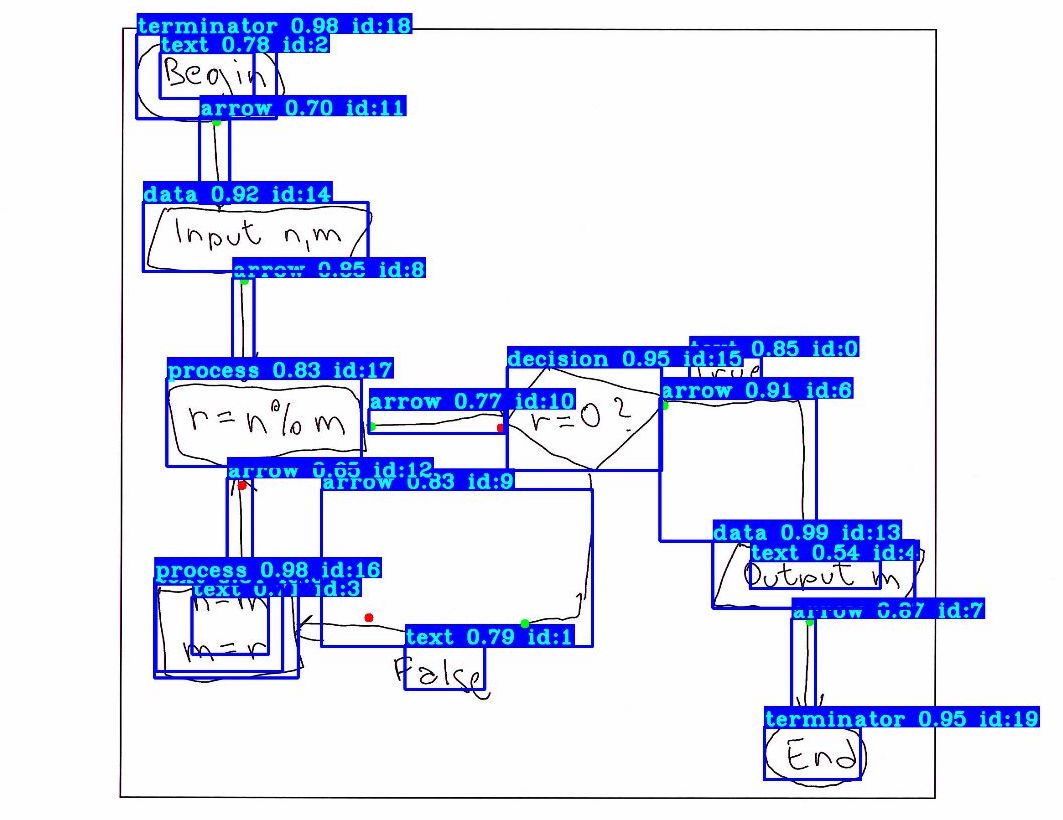 terminator 0.98 id:18
text 0.78 id:2
Begin
arrow 0.70 id:11
data 0.92 id:14
Input n,m
arrow 0.85 id:8
text 0.85 id:0
True
process 0.83 id:17
decision 0.95 id:15
arrow 0.91 id:6
arrow 0.77 id:10
r=n%m
r=0?
arrow 0.65 id:12
arrow 0.83 id:9
data 0.99 id:13
text 0.54 id:4
Output m
process 0.98 id:16
text 0.71 id:3
n=m
m=r
arrow 0.87 id:7
text 0.79 id:1
False
terminator 0.95 id:19
End